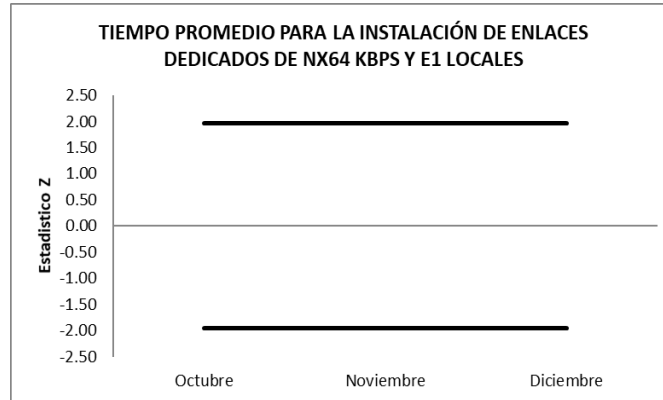 TIEMPO PROMEDIO PARA LA INSTALACIÓN DE ENLACES
DEDICADOS DE NX64 KBPS Y E1 LOCALES
Estadistico Z
2.50
2.00
1.50
1.00
0.50
0.00
-0.50
-1.00
-1.50
-2.00
-2.50
Octubre
Noviembre
Diciembre